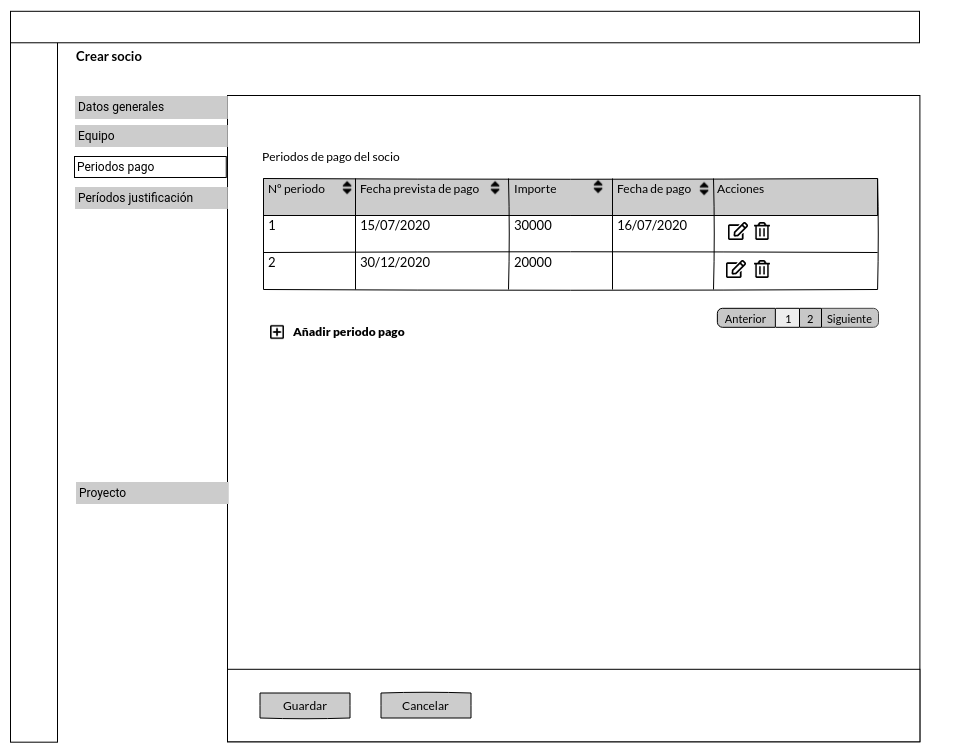 Crear socio
Datos generales
Equipo
Periodos pago
Períodos justificación
Proyecto
Periodos de pago del socio
Nº periodo Fecha prevista de pago Importe Fecha de pago Acciones
1 15/07/2020 30000 16/07/2020
2 30/12/2020 20000
Anterior 1 2 Siguiente
Añadir periodo pago
Guardar Cancelar